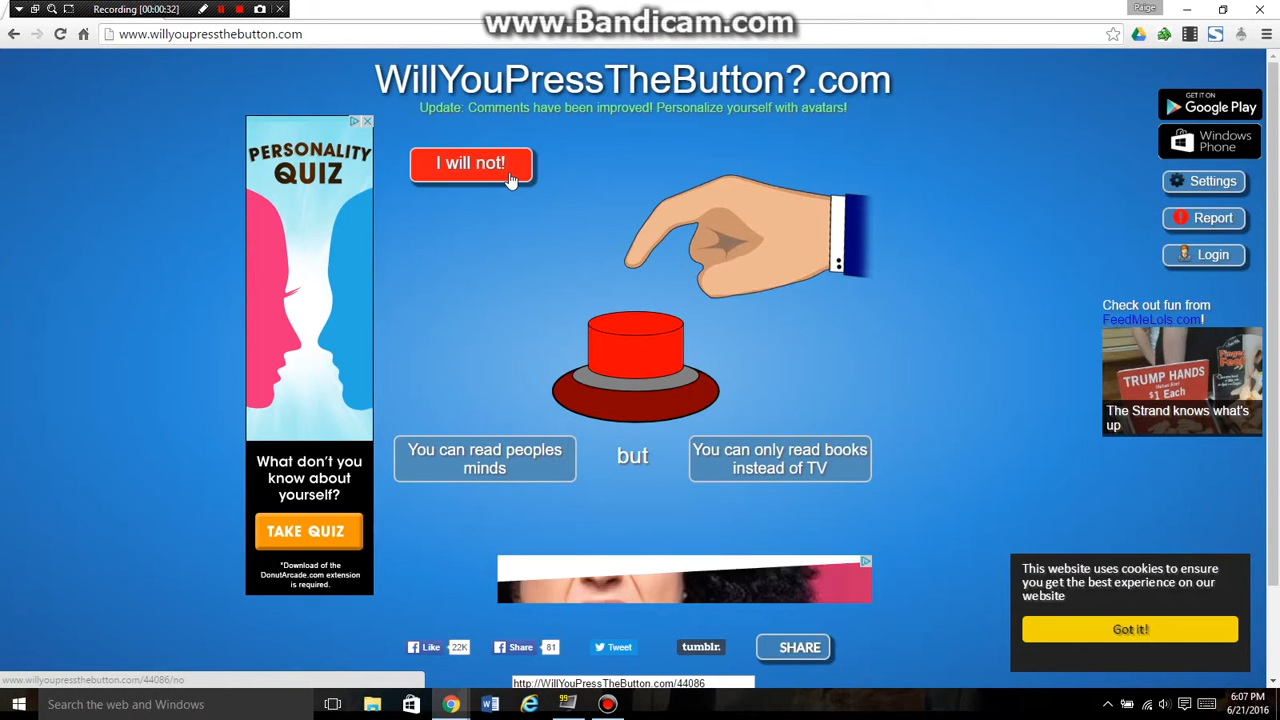 Recording [00:00:32]
www.Bandicam.com
Paige
www.willyoupressthebutton.com
WillYouPressTheButton?.com
Update: Comments have been improved! Personalize yourself with avatars!
PERSONALITY
QUIZ
What don't you
know about
yourself?
TAKE QUIZ
*Download of the
DonutArcade.com extension
is required.
I will not!
You can read peoples
minds
but
You can only read books
instead of TV
GET IT ON
Google Play
Windows
Phone
Settings
Report
Login
Check out fun from
FeedMeLols.com!
TRUMP HANDS
$1 Each
The Strand knows what's
up
This website uses cookies to ensure
you get the best experience on our
website
Got it!
Like 22K
Share 81
Tweet
tumblr.
SHARE
http://WillYouPressTheButton.com/44086
www.willyoupressthebutton.com/44086/no
Search the web and Windows
6:07 PM
6/21/2016